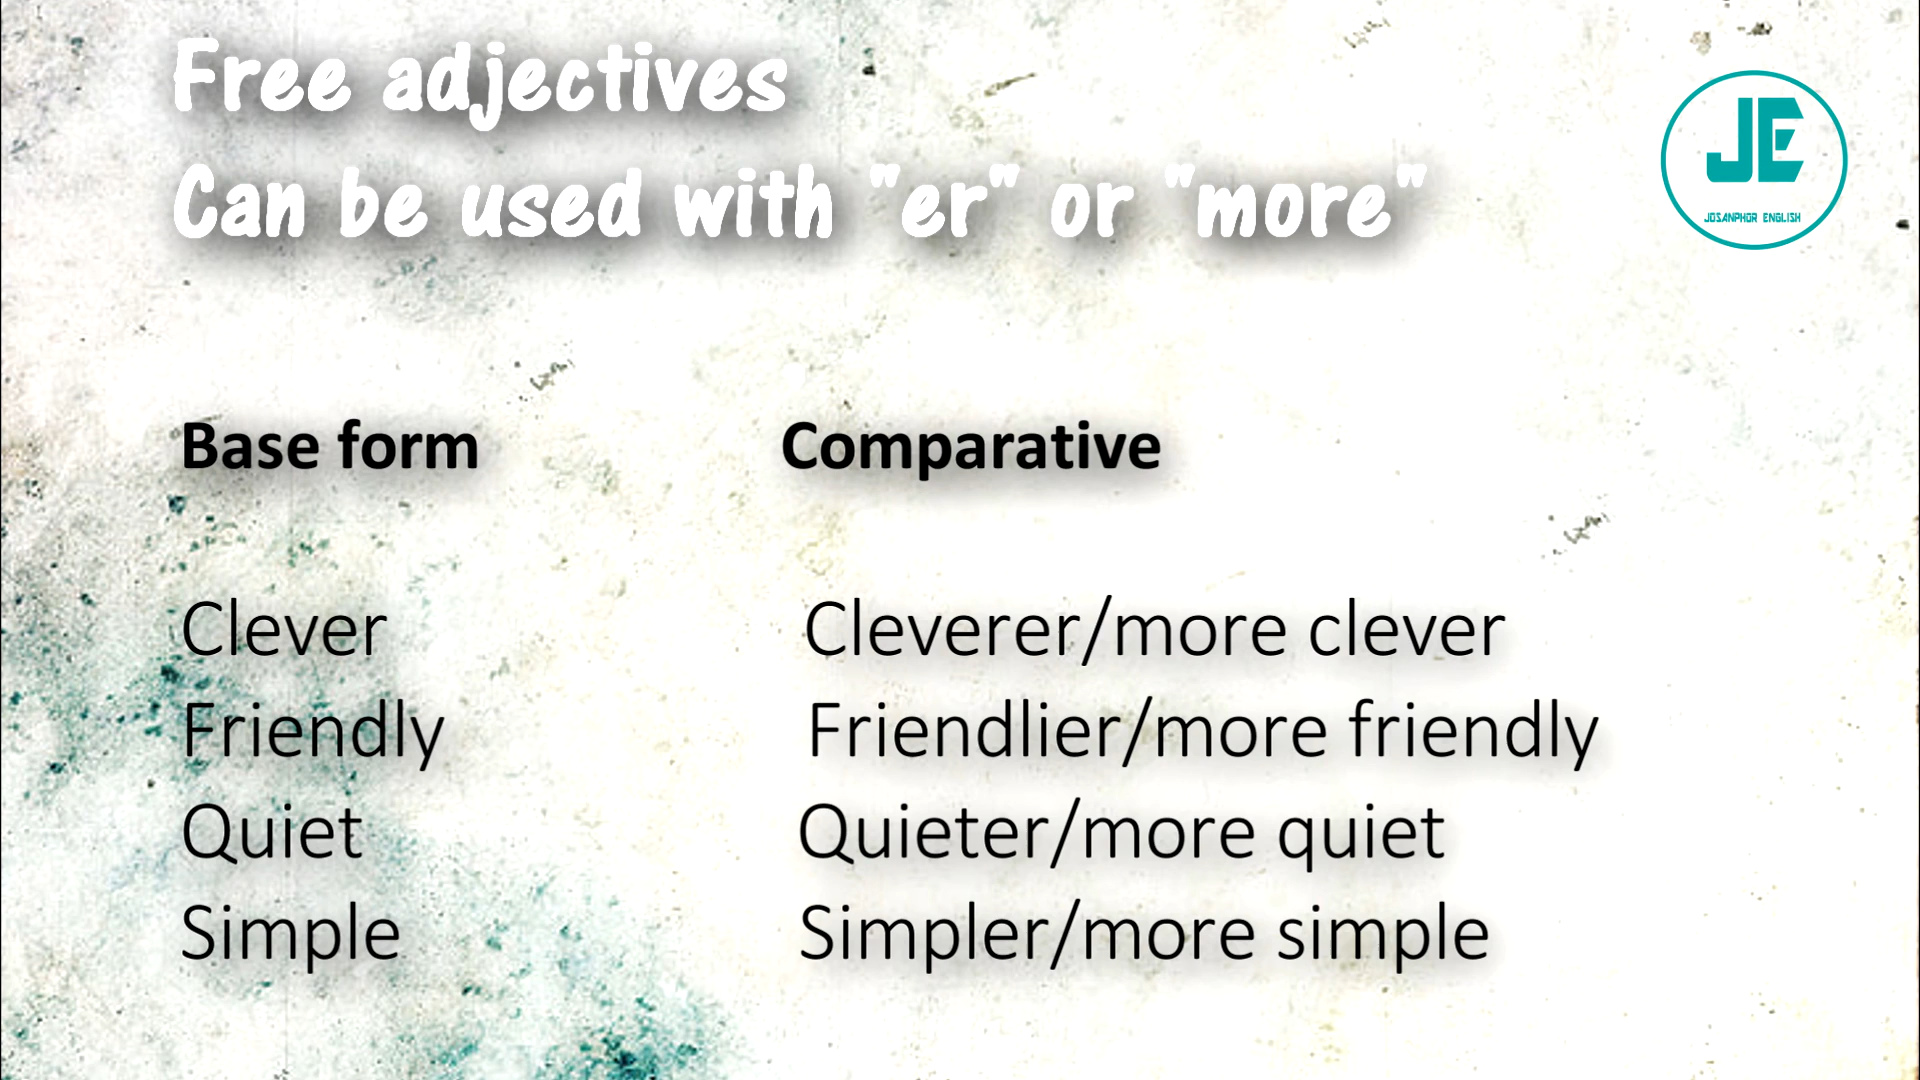 Free adjectives
Can be used with "er" or "more"
JE
JOSANPHOR ENGLISH
Base form Comparative
Clever Cleverer/more clever
Friendly Friendlier/more friendly
Quiet Quieter/more quiet
Simple Simpler/more simple